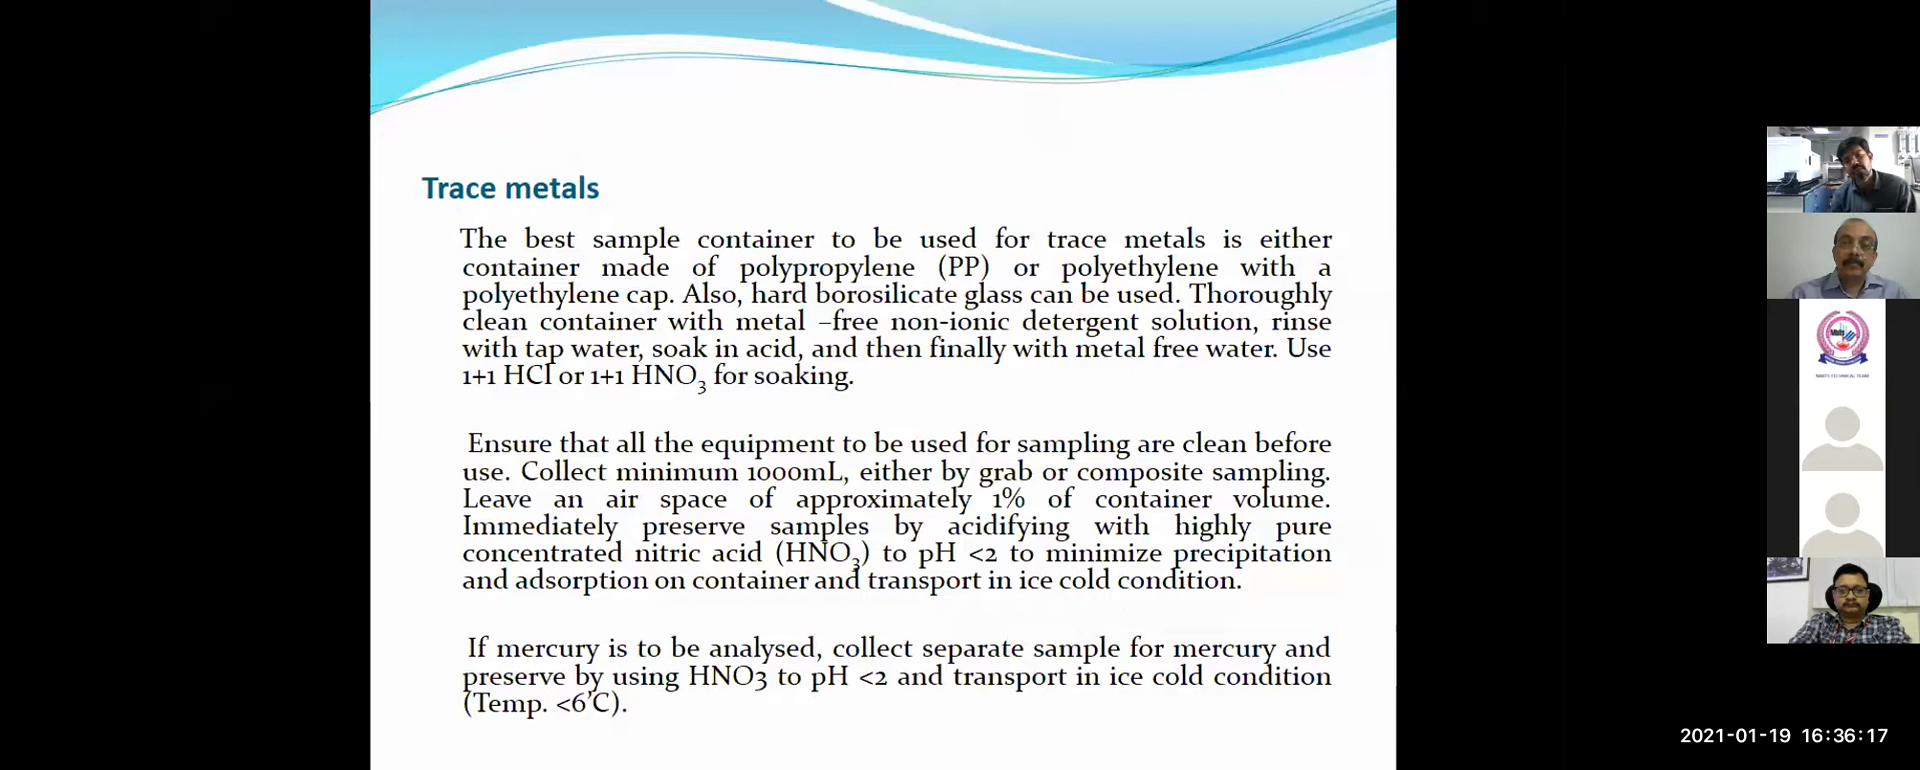 Trace metals
The best sample container to be used for trace metals is either
container made of polypropylene (PP) or polyethylene with a
polyethylene cap. Also, hard borosilicate glass can be used. Thoroughly
clean container with metal –free non-ionic detergent solution, rinse
with tap water, soak in acid, and then finally with metal free water. Use
1+1 HCl or 1+1 HNO₃ for soaking.
Ensure that all the equipment to be used for sampling are clean before
use. Collect minimum 1000mL, either by grab or composite sampling.
Leave an air space of approximately 1% of container volume.
Immediately preserve samples by acidifying with highly pure
concentrated nitric acid (HNO₃) to pH <2 to minimize precipitation
and adsorption on container and transport in ice cold condition.
If mercury is to be analysed, collect separate sample for mercury and
preserve by using HNO3 to pH <2 and transport in ice cold condition
(Temp. <6°C).
2021-01-19 16:36:17